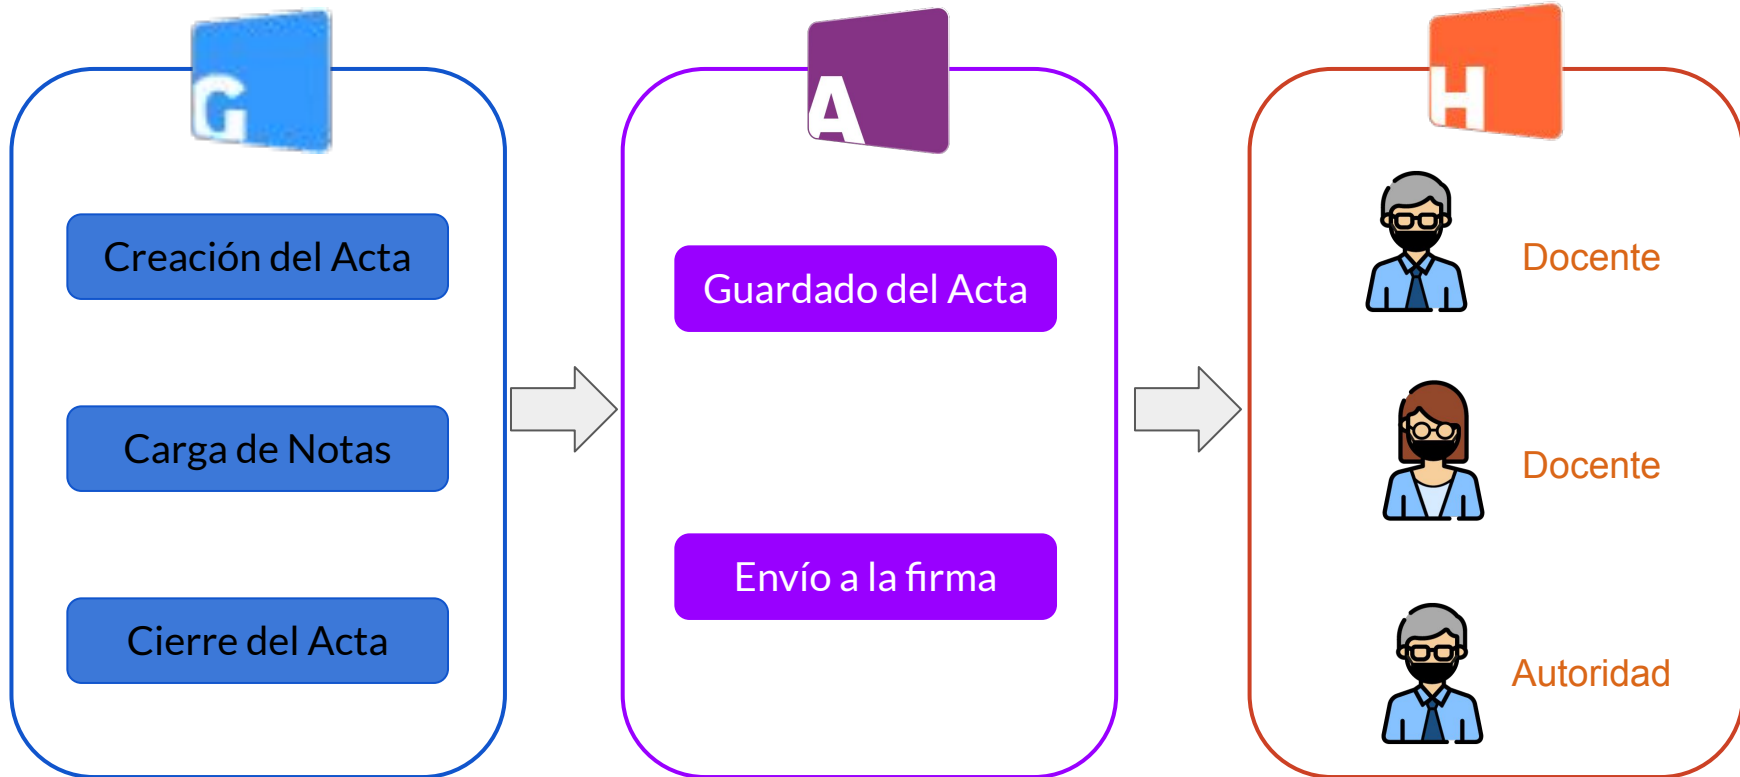 G
Creación del Acta
Carga de Notas
Cierre del Acta
A
Guardado del Acta
Envío a la firma
H
Docente
Docente
Autoridad